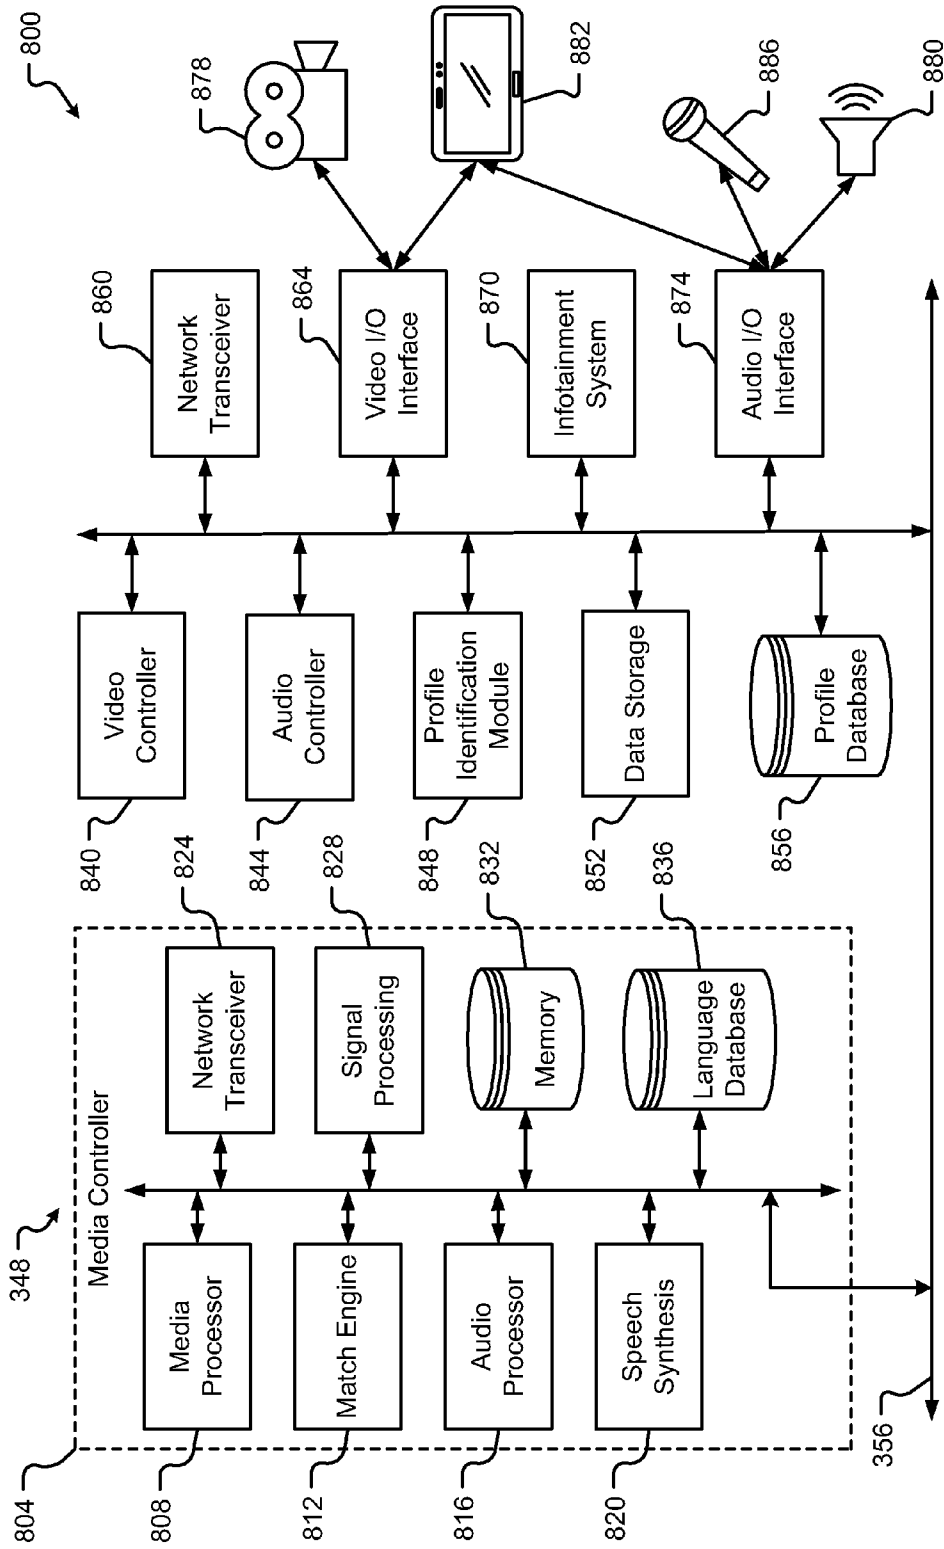 800
348
804
Media Controller
808
Media
Processor
812
Match Engine
816
Audio
Processor
820
Speech
Synthesis
824
Network
Transceiver
828
Signal
Processing
832
Memory
836
Language
Database
840
Video
Controller
844
Audio
Controller
848
Profile
Identification
Module
852
Data Storage
856
Profile
Database
860
Network
Transceiver
864
Video I/O
Interface
870
Infotainment
System
874
Audio I/O
Interface
878
882
886
880
356